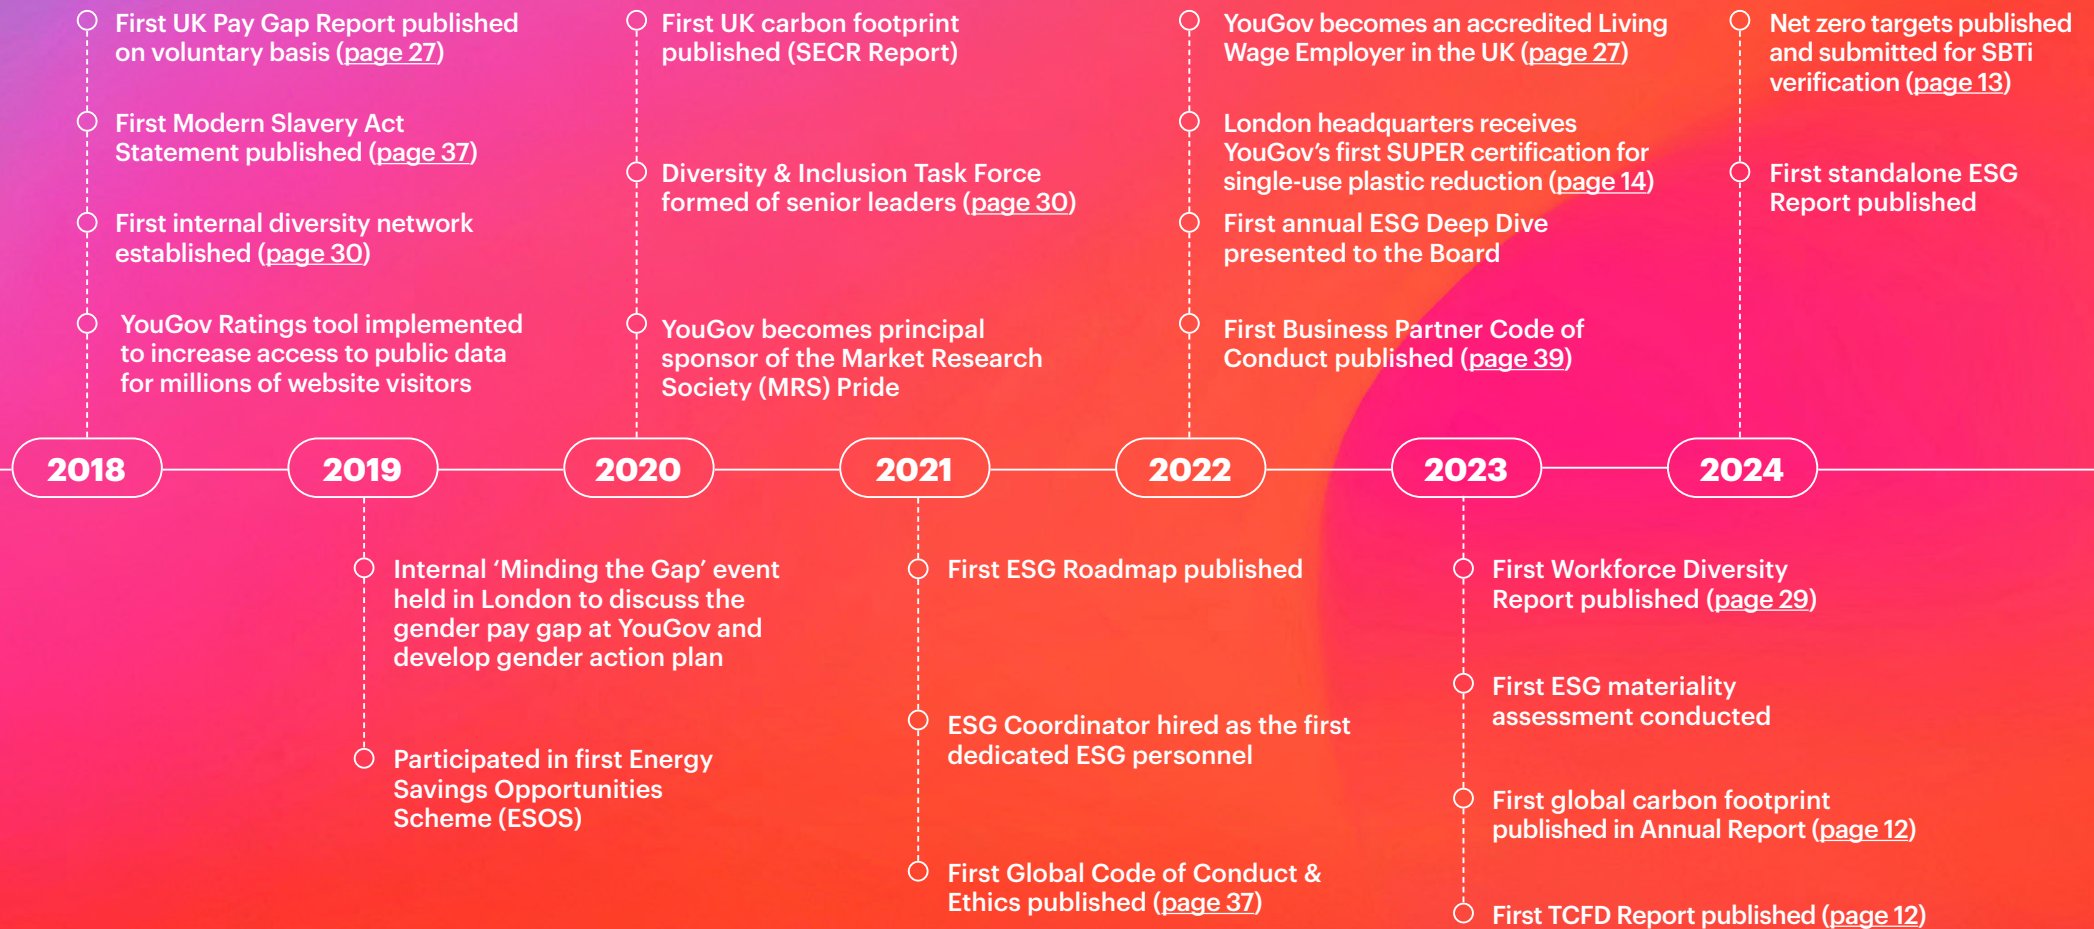 First UK Pay Gap Report published
on voluntary basis (page 27)
First Modern Slavery Act
Statement published (page 37)
First internal diversity network
established (page 30)
YouGov Ratings tool implemented
to increase access to public data
for millions of website visitors
First UK carbon footprint
published (SECR Report)
Diversity & Inclusion Task Force
formed of senior leaders (page 30)
YouGov becomes principal
sponsor of the Market Research
Society (MRS) Pride
YouGov becomes an accredited Living
Wage Employer in the UK (page 27)
London headquarters receives
YouGov's first SUPER certification for
single-use plastic reduction (page 14)
First annual ESG Deep Dive
presented to the Board
First Business Partner Code of
Conduct published (page 39)
Net zero targets published
and submitted for SBTi
verification (page 13)
First standalone ESG
Report published
2018
2019
2020
2021
2022
2023
2024
Internal ‘Minding the Gap’ event
held in London to discuss the
gender pay gap at YouGov and
develop gender action plan
Participated in first Energy
Savings Opportunities
Scheme (ESOS)
First ESG Roadmap published
ESG Coordinator hired as the first
dedicated ESG personnel
First Global Code of Conduct &
Ethics published (page 37)
First Workforce Diversity
Report published (page 29)
First ESG materiality
assessment conducted
First global carbon footprint
published in Annual Report (page 12)
First TCFD Report published (page 12)